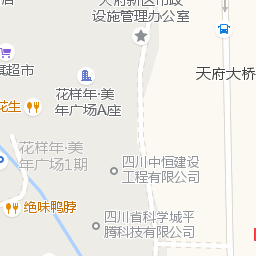 居
天府新区市政
设施管理办公室
天府大桥
旗超市
花样年·美
年广场A座
花生
花样年·美
年广场1期
四川中恒建设
工程有限公司
绝味鸭脖
四川省科学城平
腾科技有限公司